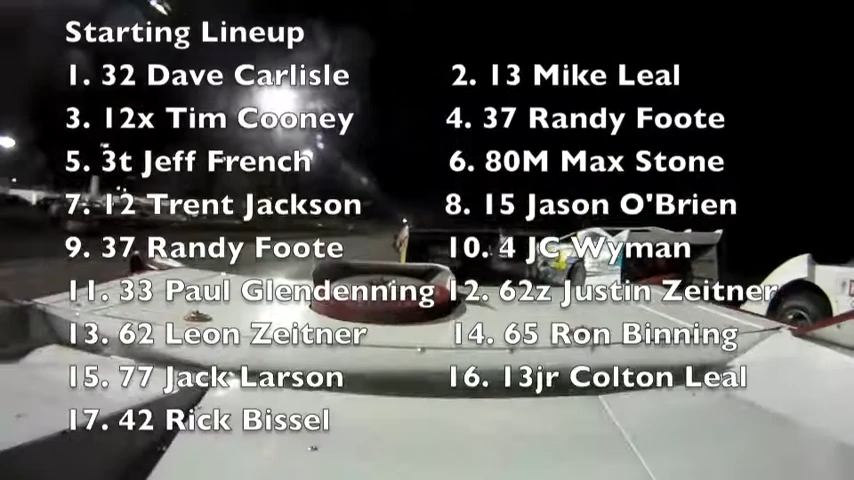 Starting Lineup
1. 32 Dave Carlisle 2. 13 Mike Leal
3. 12x Tim Cooney 4. 37 Randy Foote
5. 3t Jeff French 6. 80M Max Stone
7. 12 Trent Jackson 8. 15 Jason O'Brien
9. 37 Randy Foote 10. 4 JC Wyman
11. 33 Paul Glendenning 12. 62z Justin Zeitner
13. 62 Leon Zeitner 14. 65 Ron Binning
15. 77 Jack Larson 16. 13jr Colton Leal
17. 42 Rick Bissel